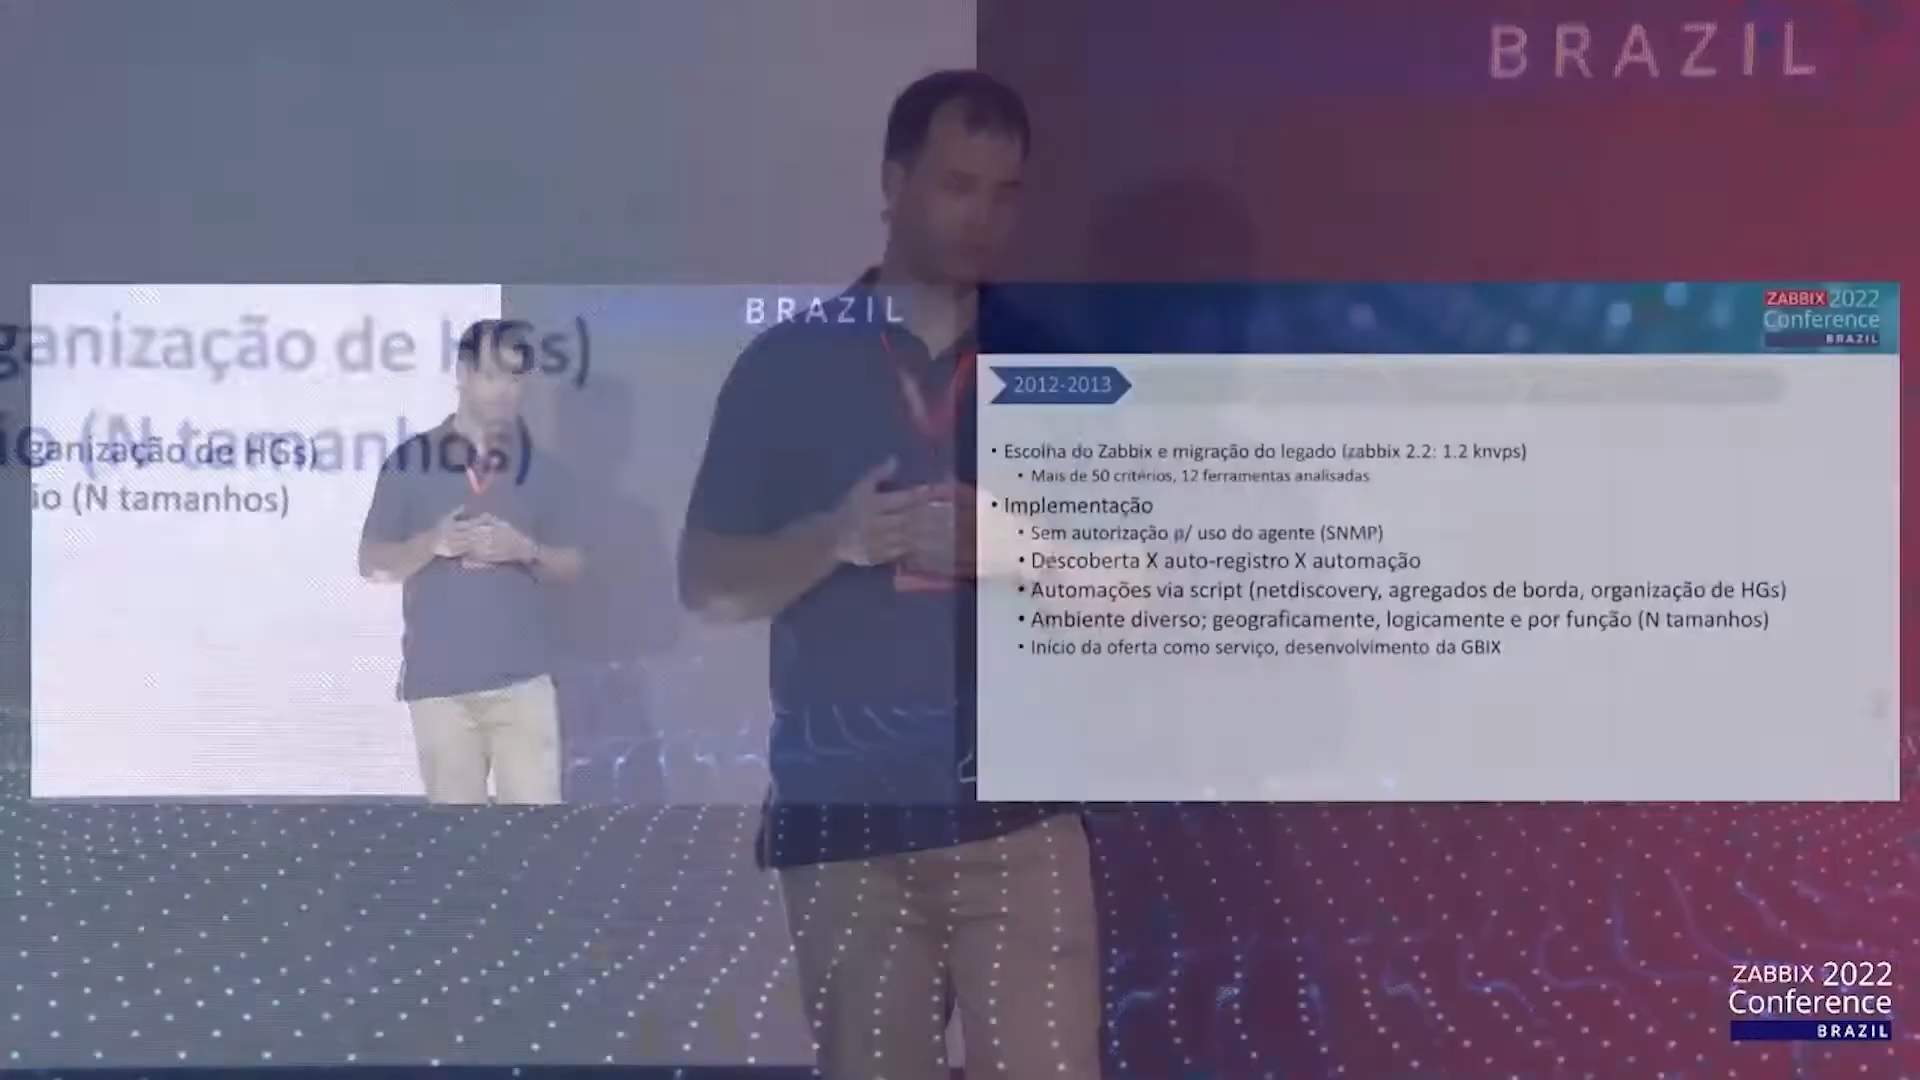 BRAZIL
BRAZIL
ganização de HGs)
io (N tamanhos)
ganização de HGs)
io (N tamanhos)
ZABBIX 2022
Conference
BRAZIL
2012-2013
• Escolha do Zabbix e migração do legado (zabbix 2.2: 1.2 knvps)
• Mais de 50 critérios, 12 ferramentas analisadas
• Implementação
• Sem autorização p/ uso do agente (SNMP)
• Descoberta X auto-registro X automação
• Automações via script (netdiscovery, agregados de borda, organização de HGs)
• Ambiente diverso; geograficamente, logicamente e por função (N tamanhos)
• Início da oferta como serviço, desenvolvimento da GBIX
ZABBIX 2022
Conference
BRAZIL